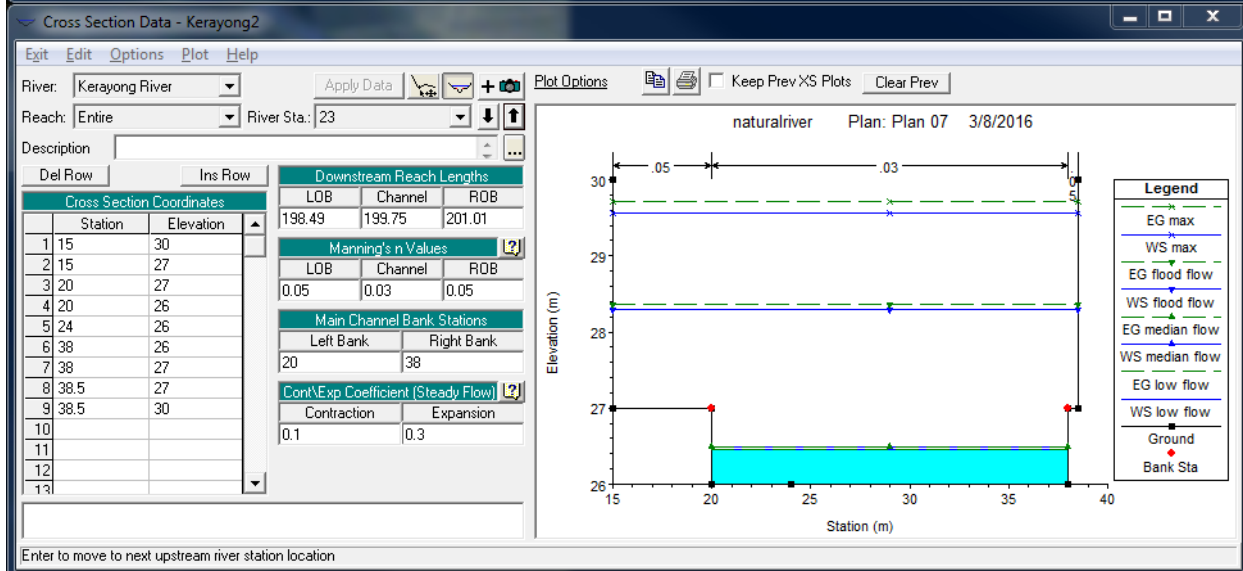 Cross Section Data - Kerayong2
Exit Edit Options Plot Help
River: Kerayong River Apply Data +
Reach: Entire River Sta.: 23
Description ...
Del Row Ins Row
Cross Section Coordinates
Station Elevation
1 15 30
2 15 27
3 20 27
4 20 26
5 24 26
6 38 26
7 38 27
8 38.5 27
9 38.5 30
10
11
12
13
Downstream Reach Lengths
LOB Channel ROB
198.49 199.75 201.01
Manning's n Values ?
LOB Channel ROB
0.05 0.03 0.05
Main Channel Bank Stations
Left Bank Right Bank
20 38
Cont\Exp Coefficient (Steady Flow) ?
Contraction Expansion
0.1 0.3
Plot Options Keep Prev XS Plots Clear Prev
naturalriver Plan: Plan 07 3/8/2016
.05 .03 .05
30
29
28
27
26
Elevation (m)
15 20 25 30 35 40
Station (m)
Legend
EG max
WS max
EG flood flow
WS flood flow
EG median flow
WS median flow
EG low flow
WS low flow
Ground
Bank Sta
Enter to move to next upstream river station location